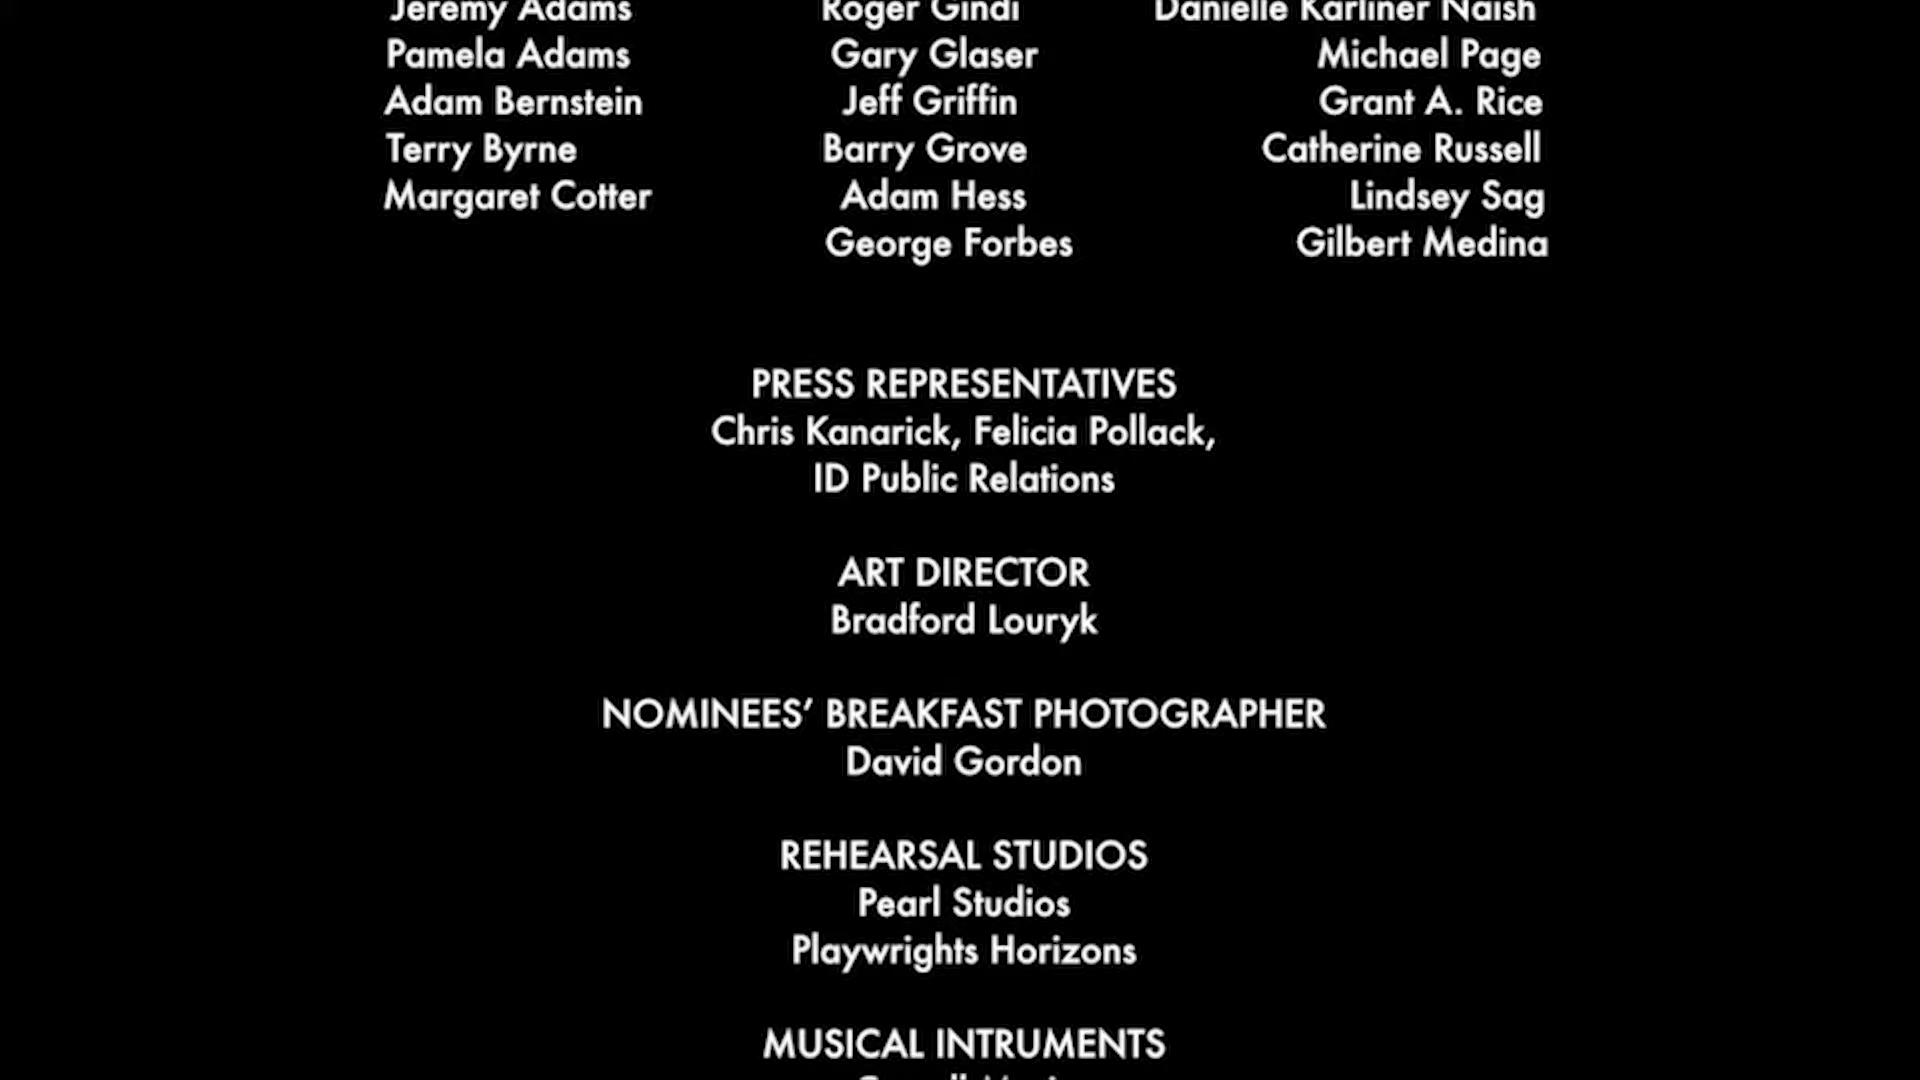 Jeremy Adams Roger Gindi Danielle Karliner Naish
Pamela Adams Gary Glaser Michael Page
Adam Bernstein Jeff Griffin Grant A. Rice
Terry Byrne Barry Grove Catherine Russell
Margaret Cotter Adam Hess Lindsey Sag
George Forbes Gilbert Medina
PRESS REPRESENTATIVES
Chris Kanarick, Felicia Pollack,
ID Public Relations
ART DIRECTOR
Bradford Louryk
NOMINEES’ BREAKFAST PHOTOGRAPHER
David Gordon
REHEARSAL STUDIOS
Pearl Studios
Playwrights Horizons
MUSICAL INTRUMENTS